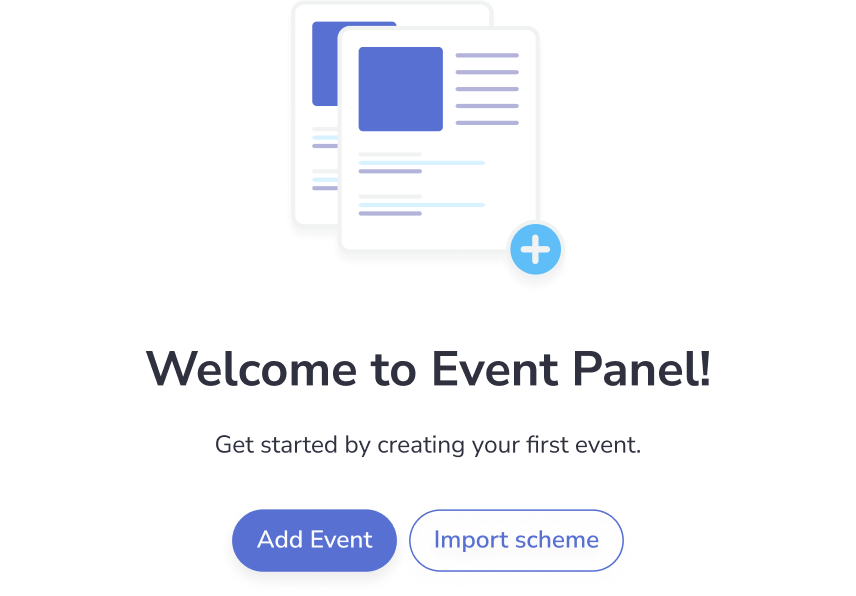 Welcome to Event Panel!
Get started by creating your first event.
Add Event
Import scheme